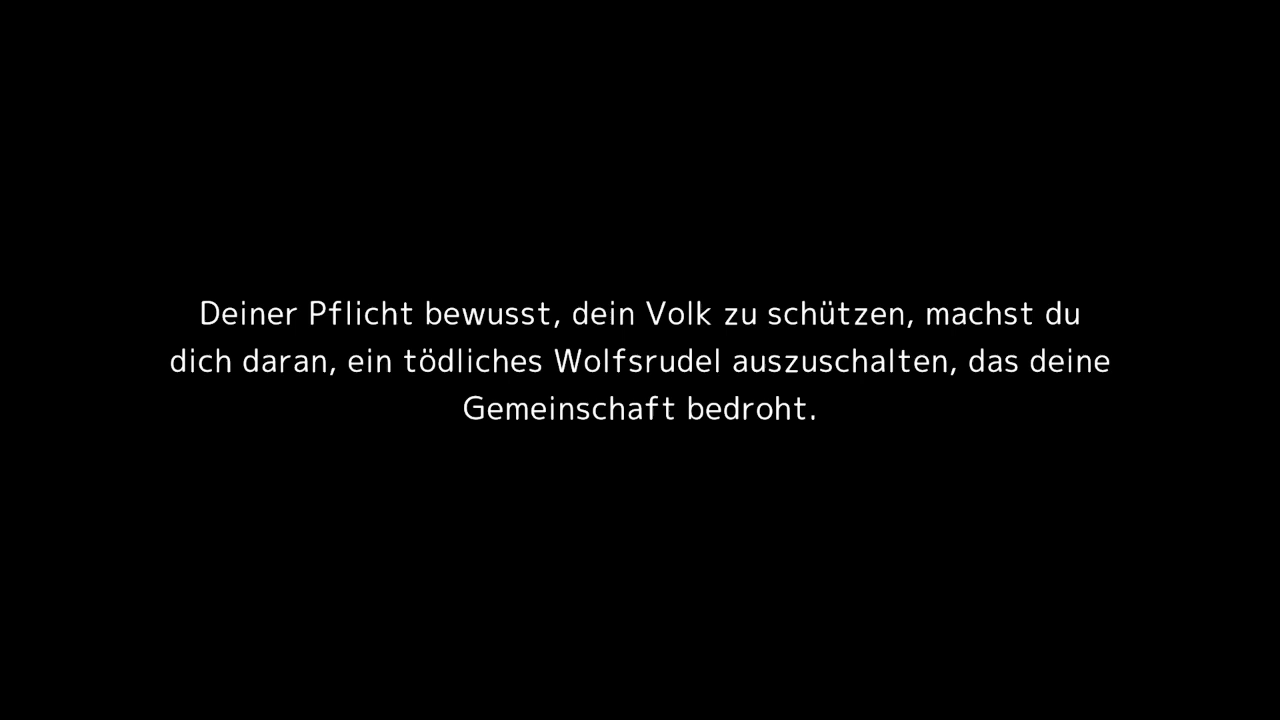 Deiner Pflicht bewusst, dein Volk zu schützen, machst du
dich daran, ein tödliches Wolfsrudel auszuschalten, das deine
Gemeinschaft bedroht.